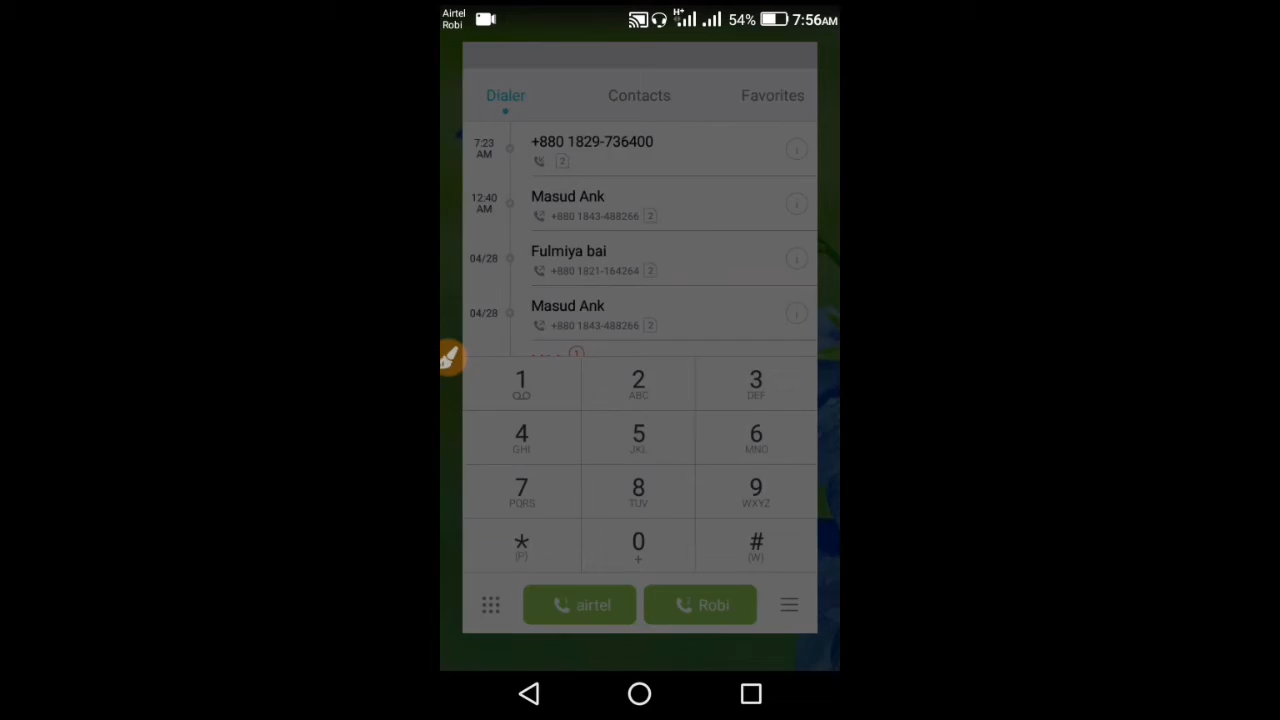 Airtel
Robi
H+
54%
7:56AM
Dialer Contacts Favorites
7:23 AM
+880 1829-736400
2
12:40 AM
Masud Ank
+880 1843-488266 2
04/28
Fulmiya bai
+880 1821-164264 2
04/28
Masud Ank
+880 1843-488266 2
1
1 2 3
ABC DEF
4 5 6
GHI JKL MNO
7 8 9
PQRS TUV WXYZ
* 0 #
(P) + (W)
airtel Robi